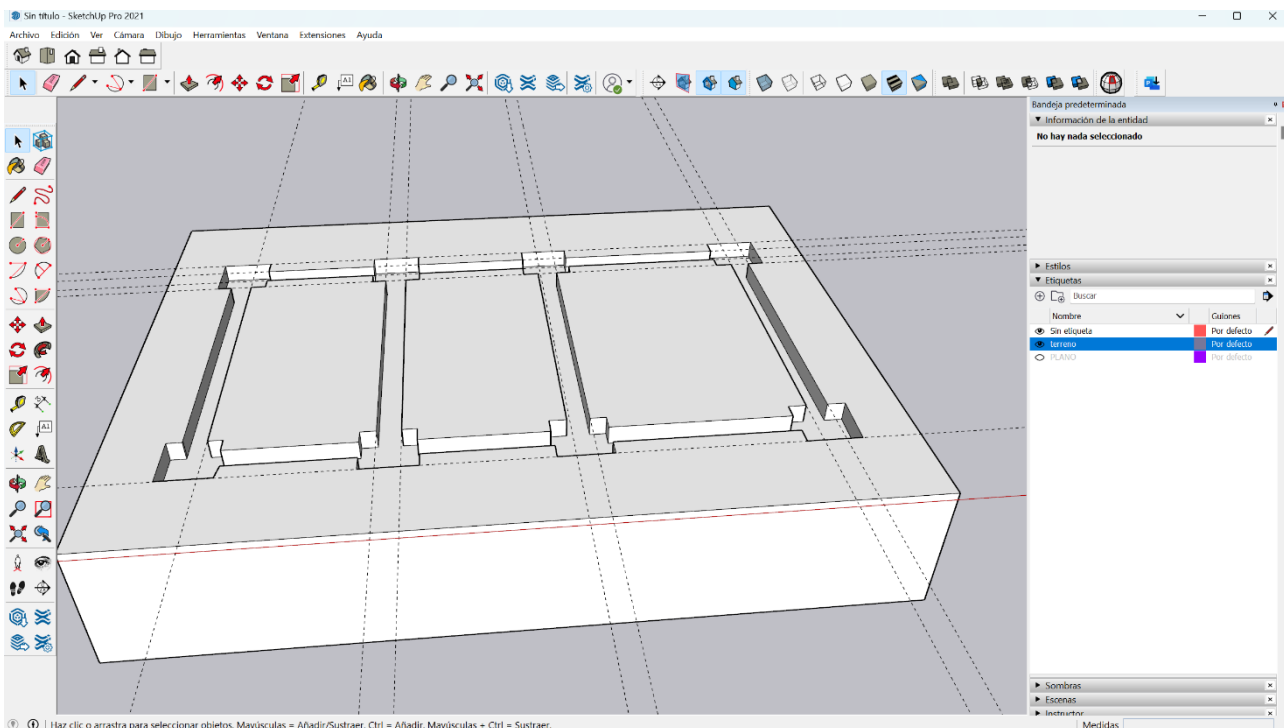 Sin título - SketchUp Pro 2021
Archivo Edición Ver Cámara Dibujo Herramientas Ventana Extensiones Ayuda
A1
Bandeja predeterminada
Información de la entidad
No hay nada seleccionado
A1
Estilos
Etiquetas
Buscar
Nombre Guiones
Sin etiqueta Por defecto
terreno Por defecto
PLANO Por defecto
Sombras
Escenas
Instructor
Haz clic o arrastra para seleccionar objetos. Mayúsculas = Añadir/Sustraer. Ctrl = Añadir. Mayúsculas + Ctrl = Sustraer.
Medidas